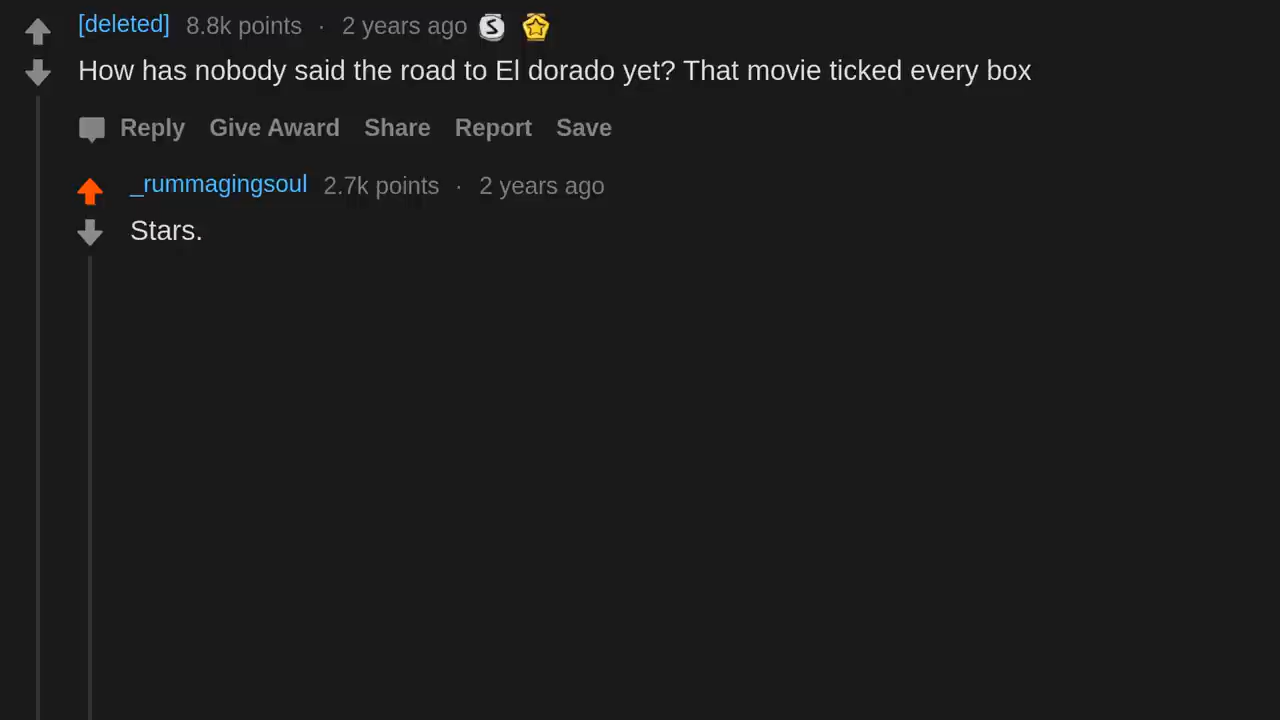 [deleted] 8.8k points · 2 years ago S
How has nobody said the road to El dorado yet? That movie ticked every box
Reply Give Award Share Report Save
_rummagingsoul 2.7k points · 2 years ago
Stars.